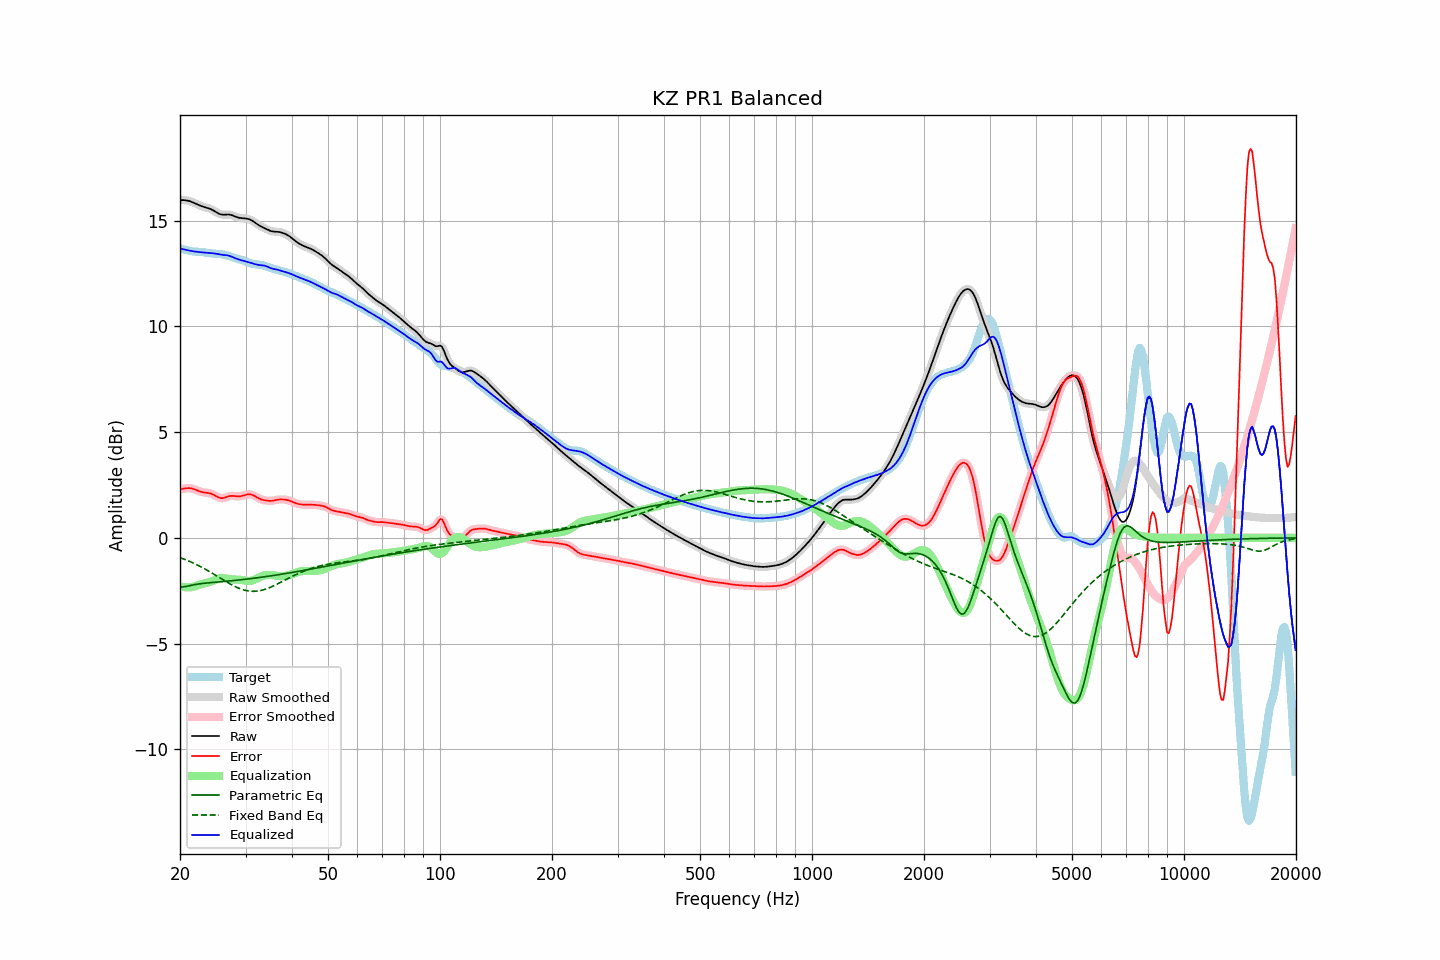 KZ PR1 Balanced
Amplitude (dBr)
15
10
5
0
−5
−10
Target
Raw Smoothed
Error Smoothed
Raw
Error
Equalization
Parametric Eq
Fixed Band Eq
Equalized
20 50 100 200 500 1000 2000 5000 10000 20000
Frequency (Hz)